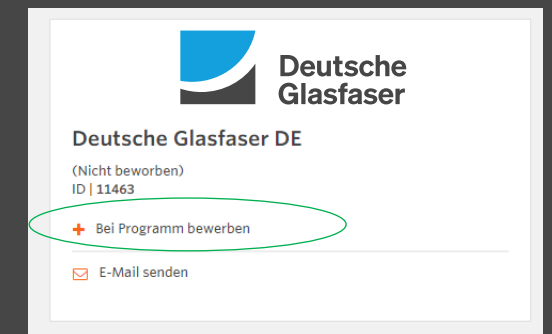 Deutsche
Glasfaser
Deutsche Glasfaser DE
(Nicht beworben)
ID | 11463
Bei Programm bewerben
E-Mail senden